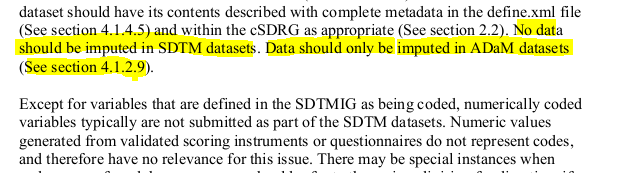 dataset should have its contents described with complete metadata in the define.xml file
(See section 4.1.4.5) and within the cSDRG as appropriate (See section 2.2). No data
should be imputed in SDTM datasets. Data should only be imputed in ADaM datasets
(See section 4.1.2.9).
Except for variables that are defined in the SDTMIG as being coded, numerically coded
variables typically are not submitted as part of the SDTM datasets. Numeric values
generated from validated scoring instruments or questionnaires do not represent codes,
and therefore have no relevance for this issue. There may be special instances when